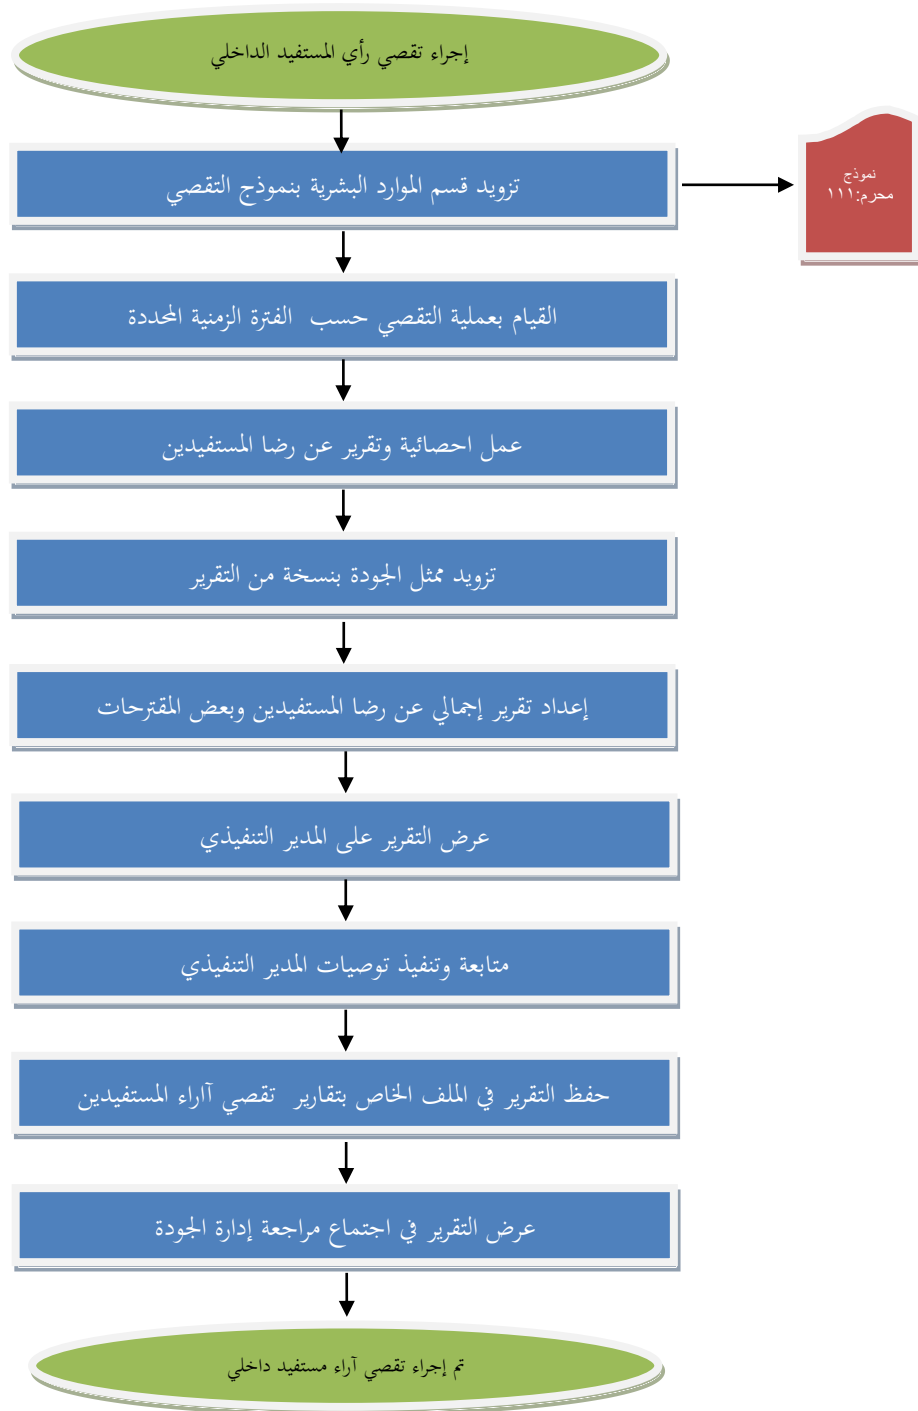 إجراء تقصي رأي المستفيد الداخلي
تزويد قسم الموارد البشرية بنموذج التقصي
نموذج
محرم:١١١
القيام بعملية التقصي حسب الفترة الزمنية المحددة
عمل احصائية وتقرير عن رضا المستفيدين
تزويد ممثل الجودة بنسخة من التقرير
إعداد تقرير إجمالي عن رضا المستفيدين وبعض المقترحات
عرض التقرير على المدير التنفيذي
متابعة وتنفيذ توصيات المدير التنفيذي
حفظ التقرير في الملف الخاص بتقارير تقصي آاراء المستفيدين
عرض التقرير في اجتماع مراجعة إدارة الجودة
تم إجراء تقصي آراء مستفيد داخلي